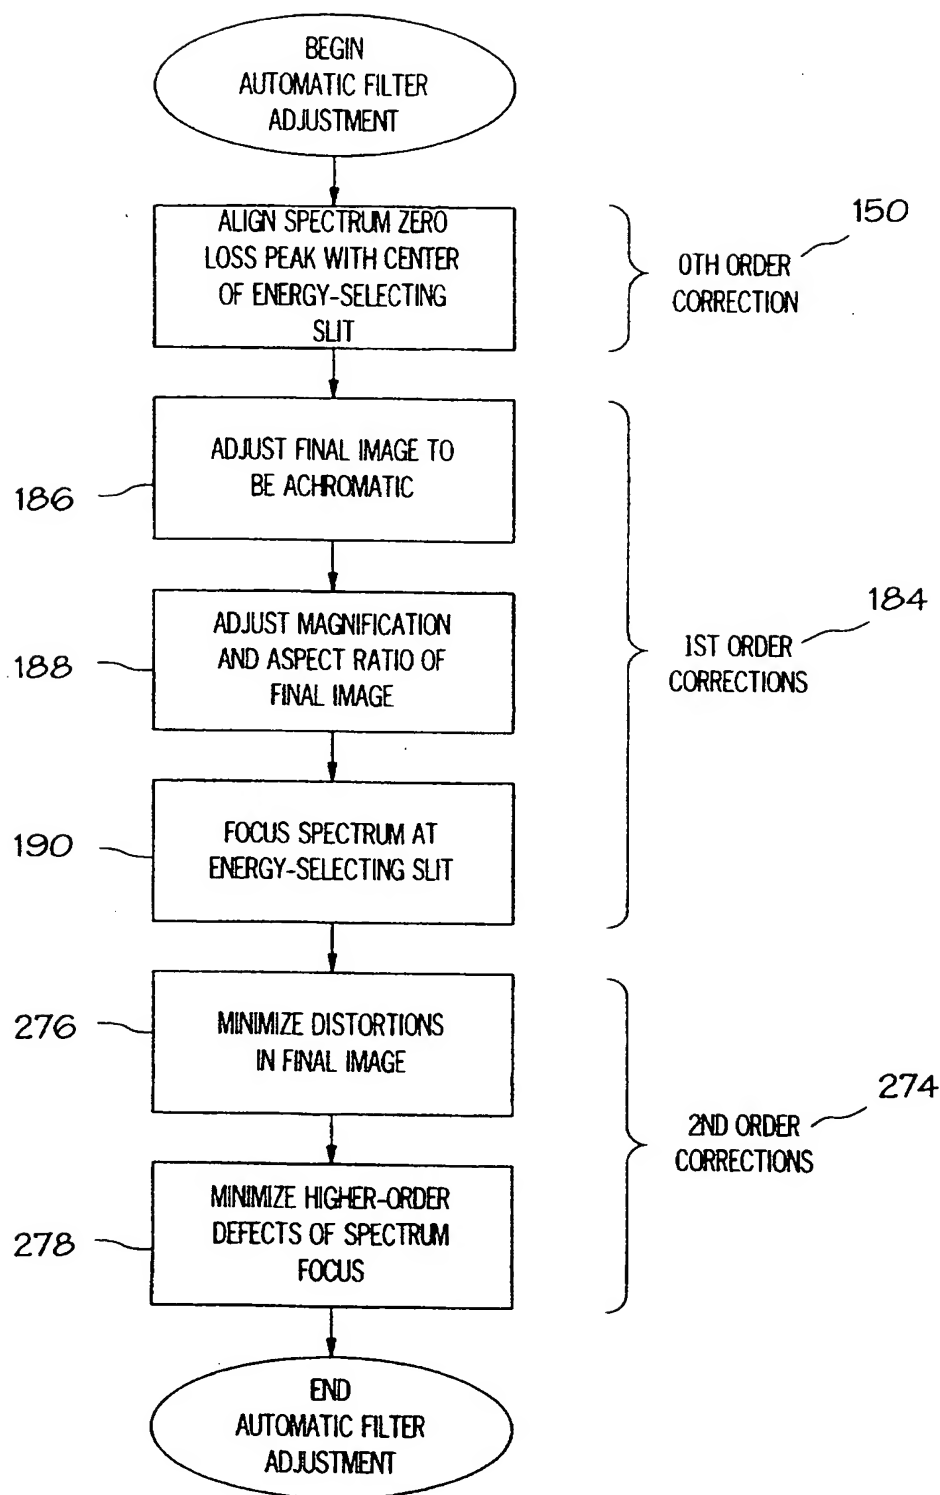 BEGIN
AUTOMATIC FILTER
ADJUSTMENT
ALIGN SPECTRUM ZERO
LOSS PEAK WITH CENTER
OF ENERGY-SELECTING
SLIT
150
0TH ORDER
CORRECTION
ADJUST FINAL IMAGE TO
BE ACHROMATIC
186
ADJUST MAGNIFICATION
AND ASPECT RATIO OF
FINAL IMAGE
188
184
1ST ORDER
CORRECTIONS
FOCUS SPECTRUM AT
ENERGY-SELECTING SLIT
190
MINIMIZE DISTORTIONS
IN FINAL IMAGE
276
274
2ND ORDER
CORRECTIONS
MINIMIZE HIGHER-ORDER
DEFECTS OF SPECTRUM
FOCUS
278
END
AUTOMATIC FILTER
ADJUSTMENT